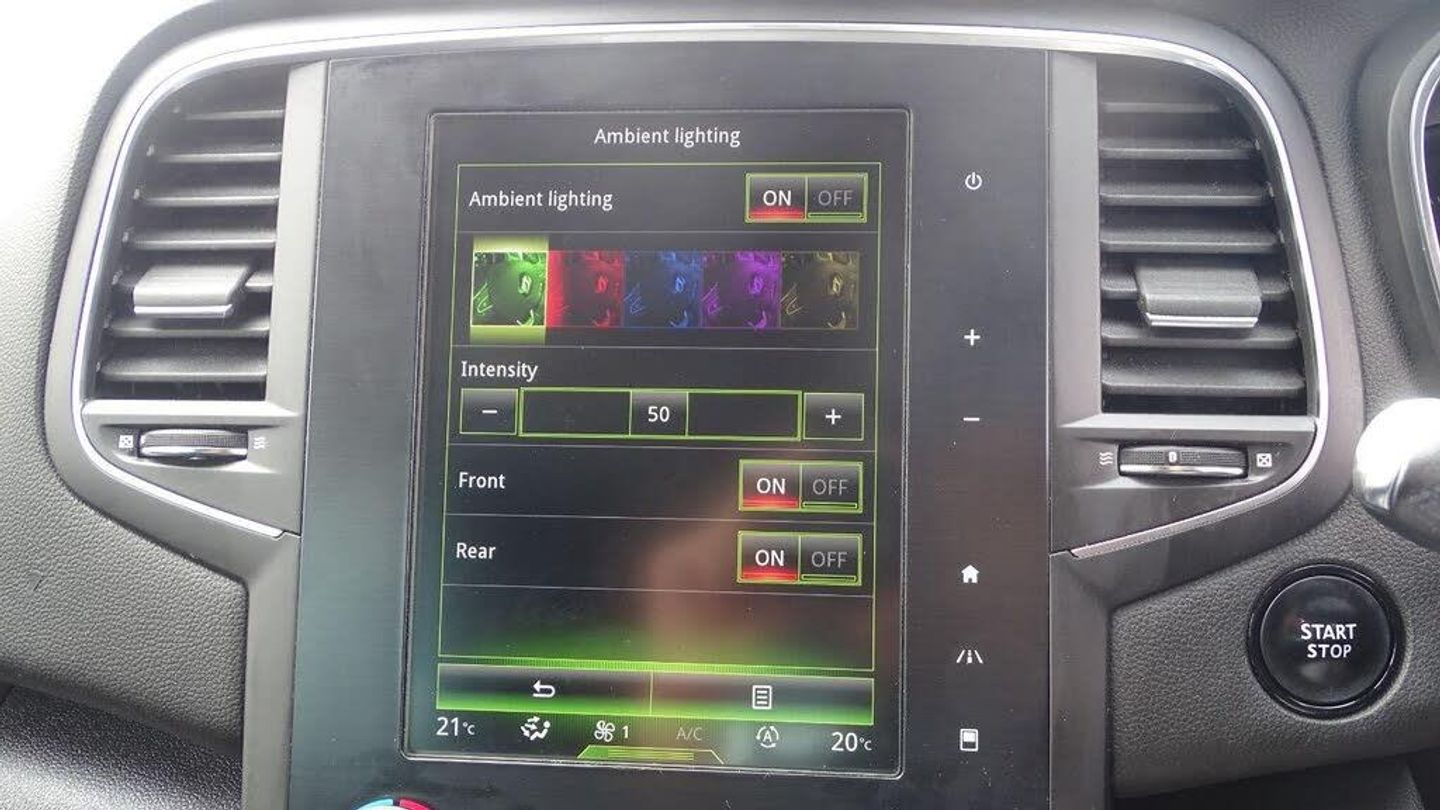 Ambient lighting
Ambient lighting ON OFF
Intensity
− 50 +
Front ON OFF
Rear ON OFF
21°C 1 A/C A 20°C
+
−
START
STOP